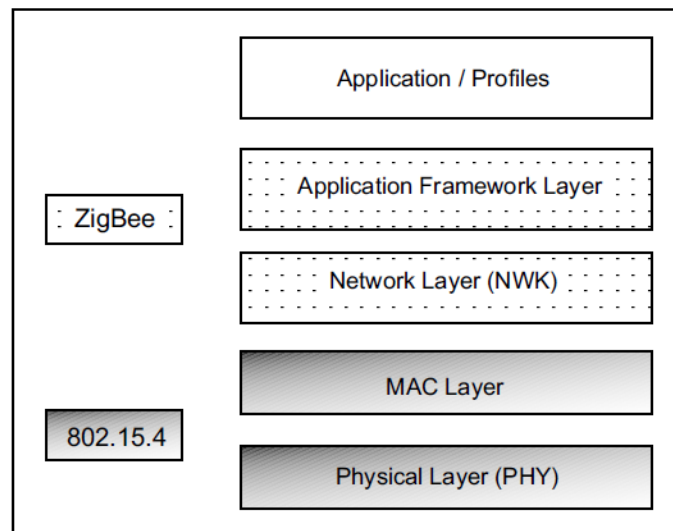 Application / Profiles
Application Framework Layer
ZigBee
Network Layer (NWK)
MAC Layer
802.15.4
Physical Layer (PHY)